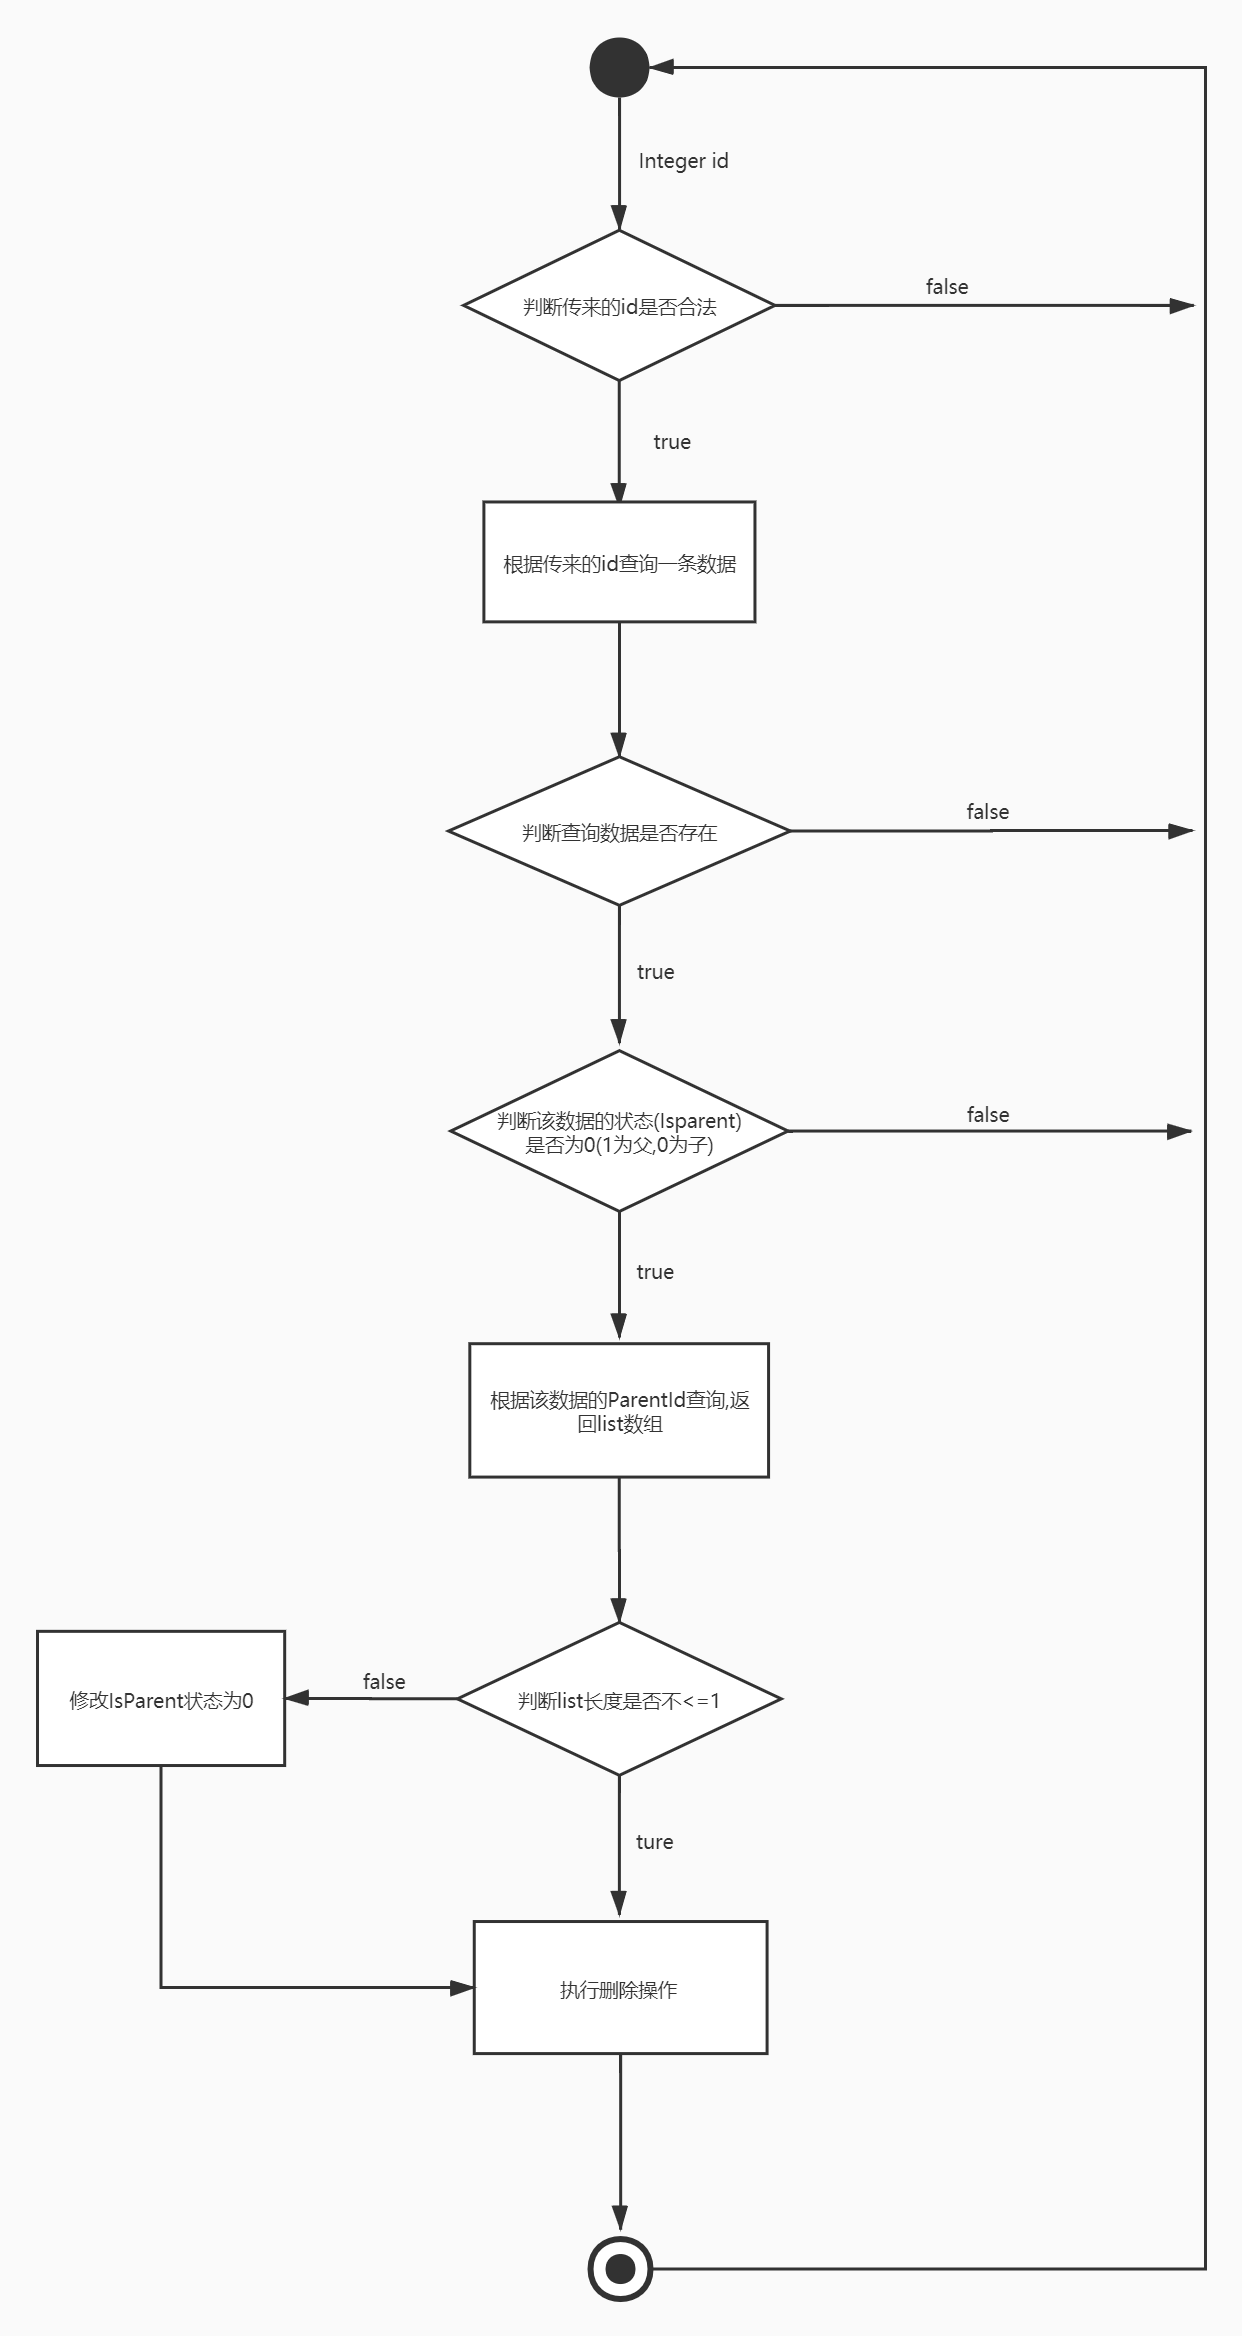 Integer id
判断传来的id是否合法
false
true
根据传来的id查询一条数据
判断查询数据是否存在
false
true
判断该数据的状态(Isparent)
是否为0(1为父,0为子)
false
true
根据该数据的ParentId查询,返
回list数组
判断list长度是否不<=1
false
修改IsParent状态为0
ture
执行删除操作